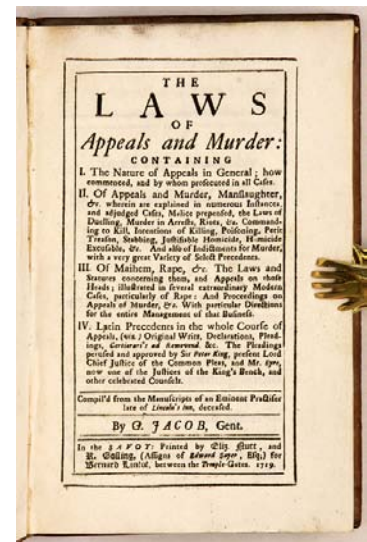 THE
LAWS
OF
Appeals and Murder:
CONTAINING
I. The Nature of Appeals in General; how
commenced, and by whom prosecuted in all Cases.
II. Of Appeals and Murder, Manslaughter,
&c. wherein are explained in numerous Instances,
and adjudged Cases, Malice prepensed, the Laws of
Duelling, Murder in Arrests, Riots, &c. Command-
ing to Kill, Intentions of Killing, Poisoning, Petit
Treason, Stabbing, Justifiable Homicide, Homicide
Excusable, &c. And also of Indictments for Murder,
with a very great Variety of Select Precedents.
III. Of Maihem, Rape, &c. The Laws and
Statutes concerning them, and Appeals on those
Heads; illustrated in several extraordinary Modern
Cases, particularly of Rape: And Proceedings on
Appeals of Murder, &c. With particular Directions
for the entire Management of that Business.
IV. Latin Precedents in the whole Course of
Appeals, (viz.) Original Writs, Declarations, Plead-
ings, Certiorari's and Removend. &c. The Pleadings
perused and approved by Sir Peter King, present Lord
Chief Justice of the Common Pleas, and Mr. Eyre,
now one of the Justices of the King's Bench, and
other celebrated Counsels.
Compil'd from the Manuscripts of an Eminent Practiser
late of Lincoln's Inn, deceased.
By G. JACOB, Gent.
In the SAVOY: Printed by Eliz. Nutt, and
R. Gosling, (Assigns of Edward Sayer, Esq;) for
Bernard Lintot, between the Temple-Gates. 1719.